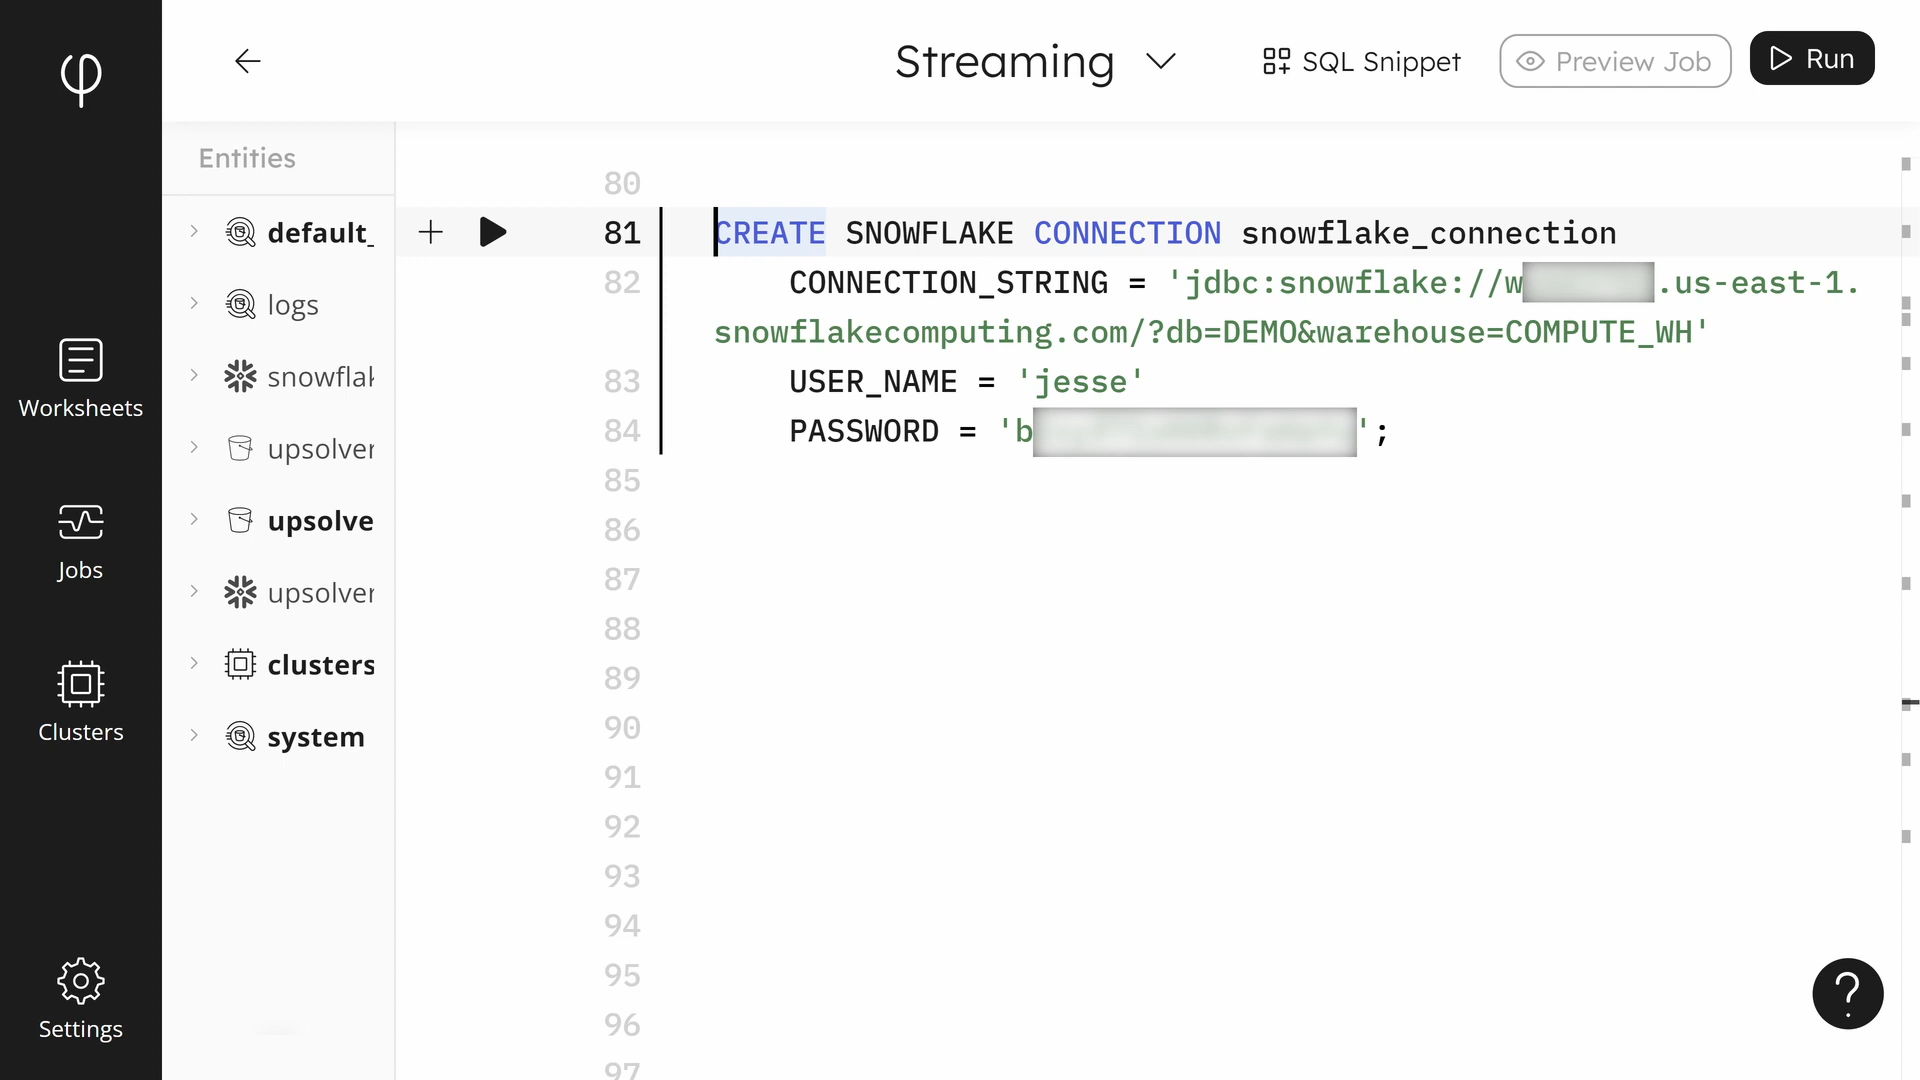 Streaming
SQL Snippet
Preview Job
Run
Entities
default_
logs
snowflak
upsolver
upsolve
upsolver
clusters
system
Worksheets
Jobs
Clusters
Settings
80
81 CREATE SNOWFLAKE CONNECTION snowflake_connection
82 CONNECTION_STRING = 'jdbc:snowflake://w .us-east-1.
snowflakecomputing.com/?db=DEMO&warehouse=COMPUTE_WH'
83 USER_NAME = 'jesse'
84 PASSWORD = 'b ';
85
86
87
88
89
90
91
92
93
94
95
96
97
?